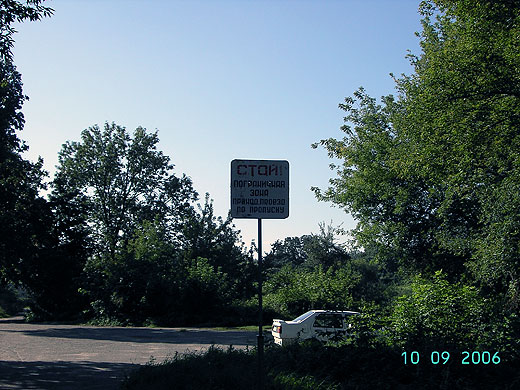 СТОЙ!
ПОГРАНИЧНАЯ
ЗОНА
ПРОХОД, ПРОЕЗД
ПО ПРОПУСКУ
10 09 2006